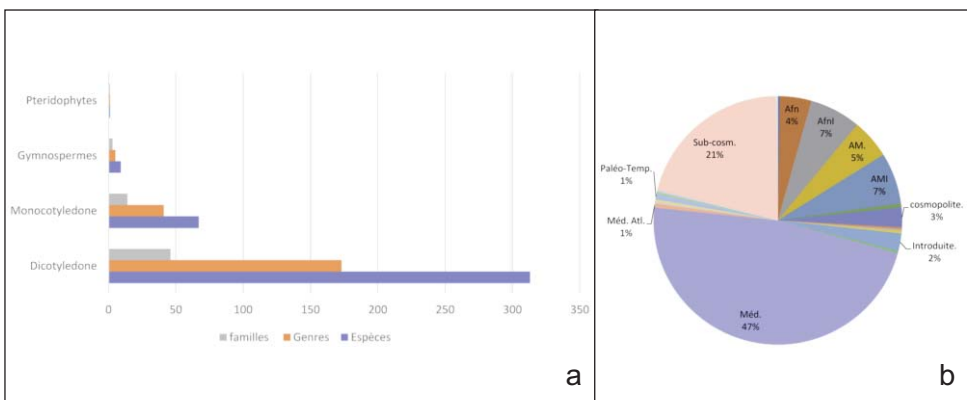 Pteridophytes
Gymnospermes
Monocotyledone
Dicotyledone
0 50 100 150 200 250 300 350
familles Genres Espèces
a
Afn
4%
AfnI
7%
AM.
5%
AMI
7%
cosmopolite.
3%
Introduite.
2%
Méd.
47%
Méd. Atl.
1%
Paléo-Temp.
1%
Sub-cosm.
21%
b